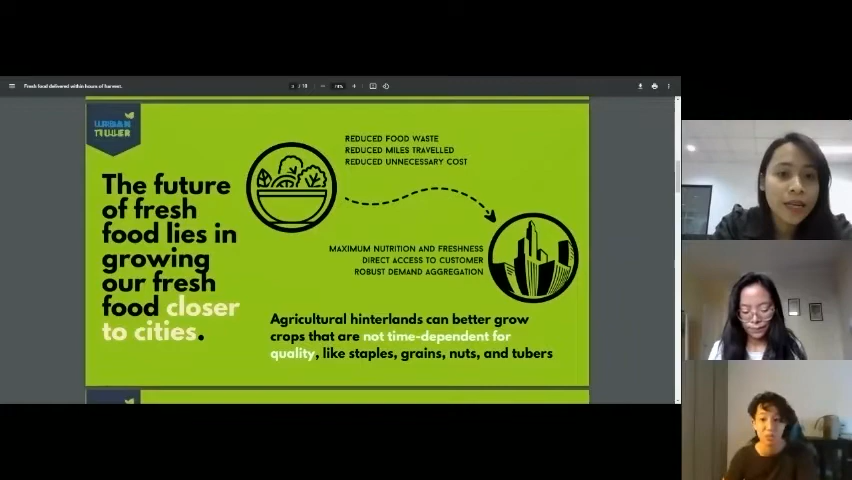 Fresh food delivered within hours of harvest.
URBAN
TILLER
The future
of fresh
food lies in
growing
our fresh
food closer
to cities.
REDUCED FOOD WASTE
REDUCED MILES TRAVELLED
REDUCED UNNECESSARY COST
MAXIMUM NUTRITION AND FRESHNESS
DIRECT ACCESS TO CUSTOMER
ROBUST DEMAND AGGREGATION
Agricultural hinterlands can better grow
crops that are not time-dependent for
quality, like staples, grains, nuts, and tubers